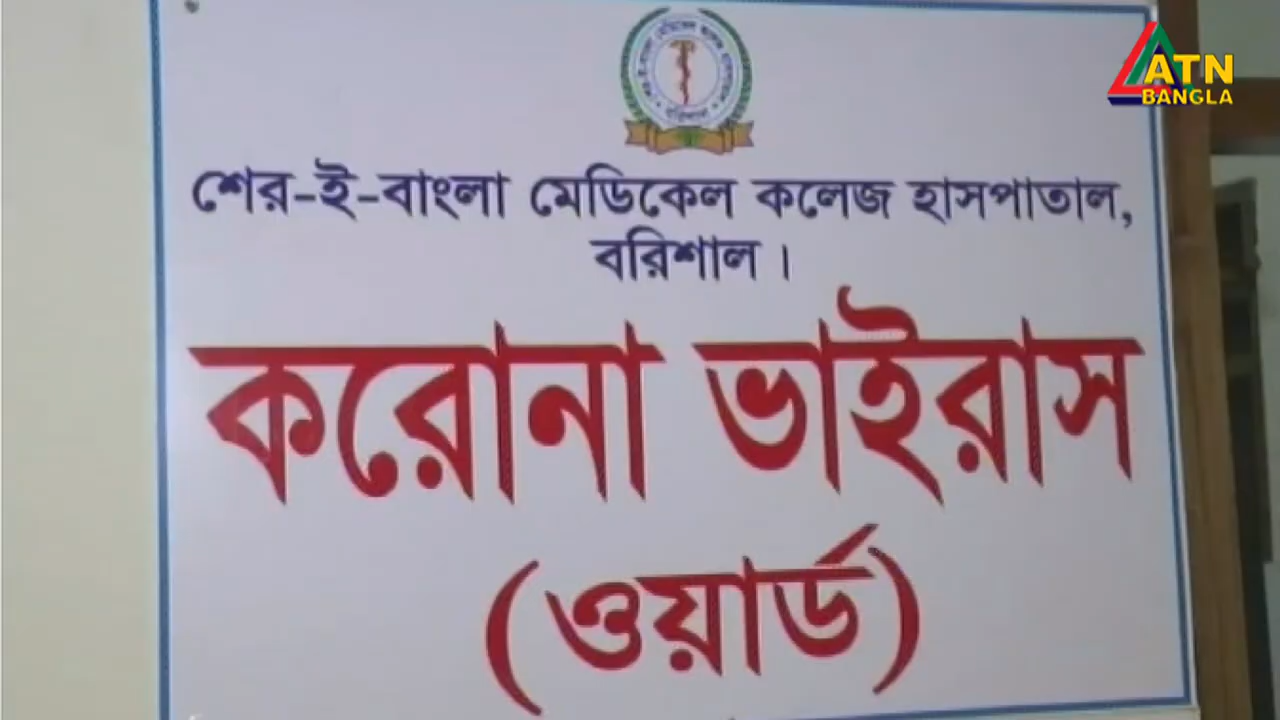 ATN
BANGLA
শের-ই-বাংলা মেডিকেল কলেজ হাসপাতাল,
বরিশাল।
করোনা ভাইরাস
(ওয়ার্ড)